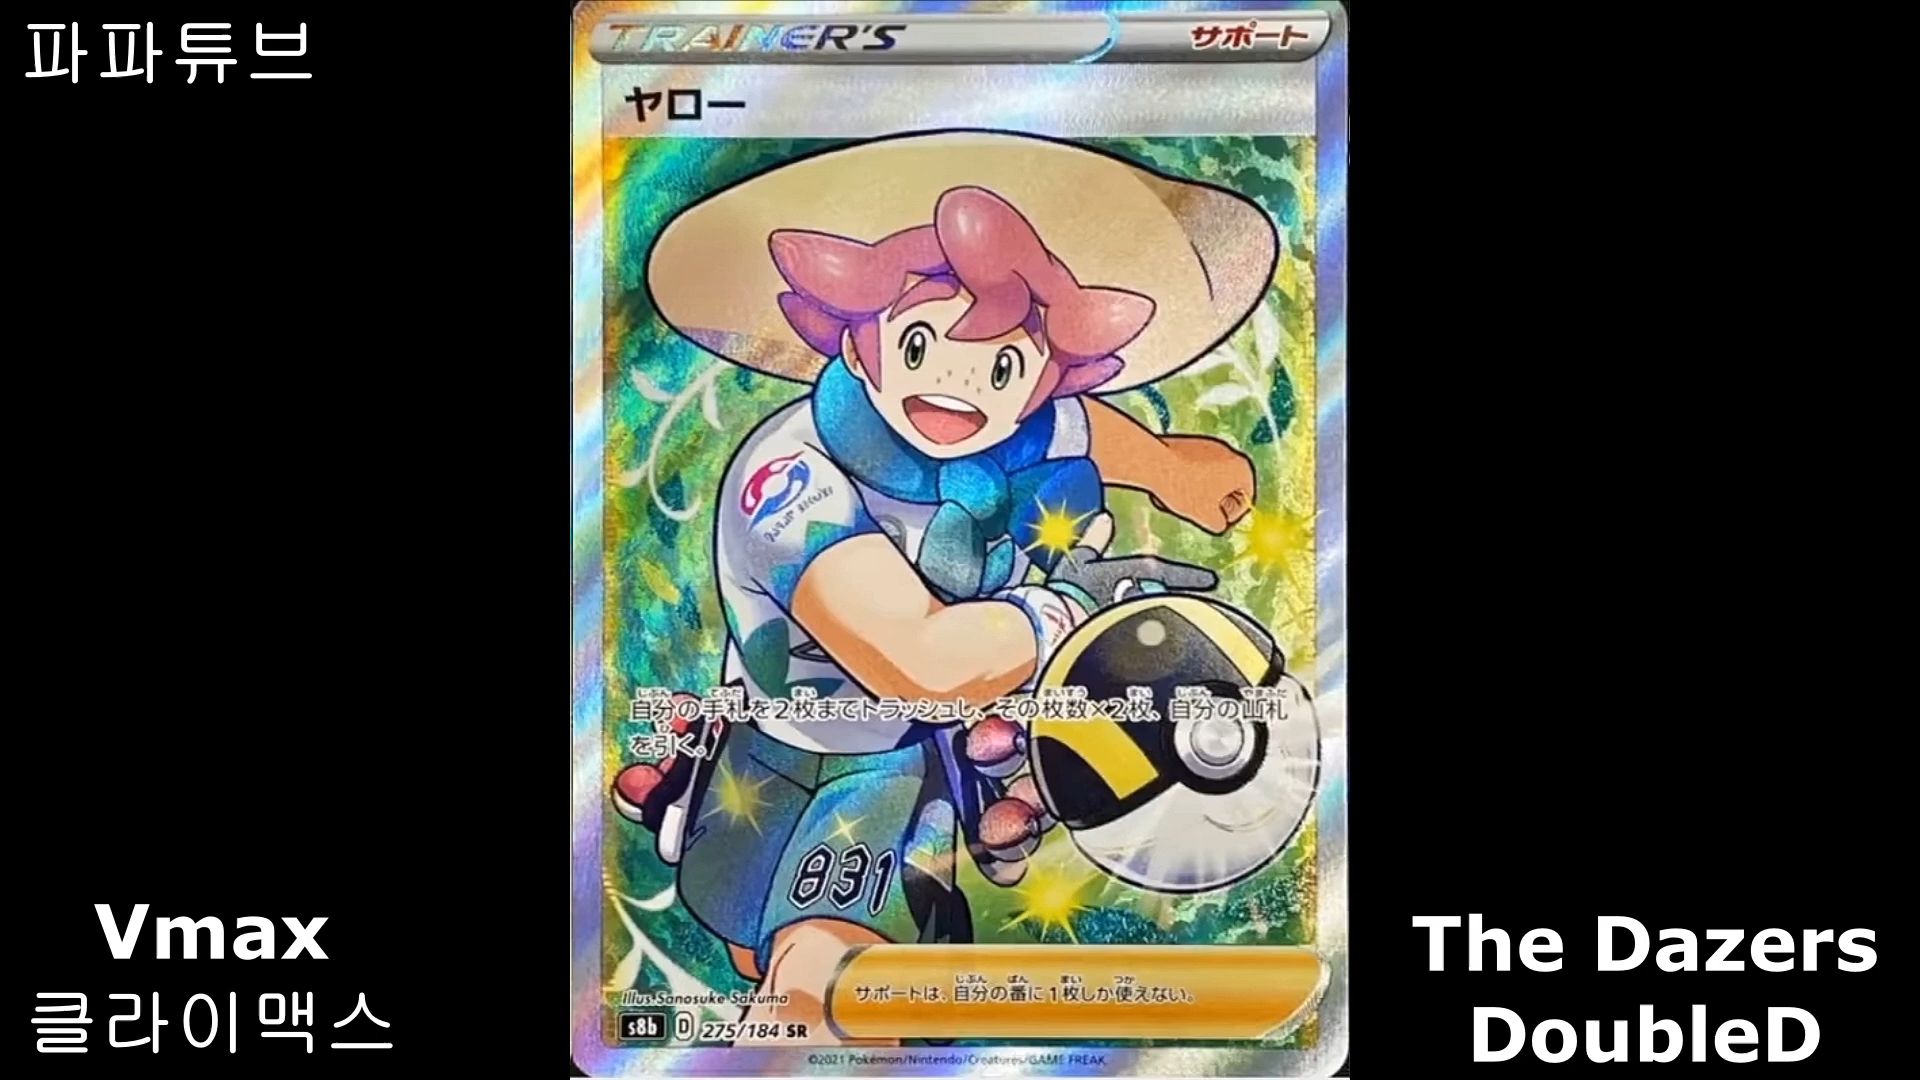 파파튜브
TRAINER'S
サポート
ヤロー
自分の手札を2枚までトラッシュし、その枚数×2枚、自分の山札
を引く。
831
サポートは、自分の番に1枚しか使えない。
Illus.Sanosuke Sakuma
s8b D 275/184 SR
©2021 Pokémon/Nintendo/Creatures/GAME FREAK
Vmax
클라이맥스
The Dazers
DoubleD